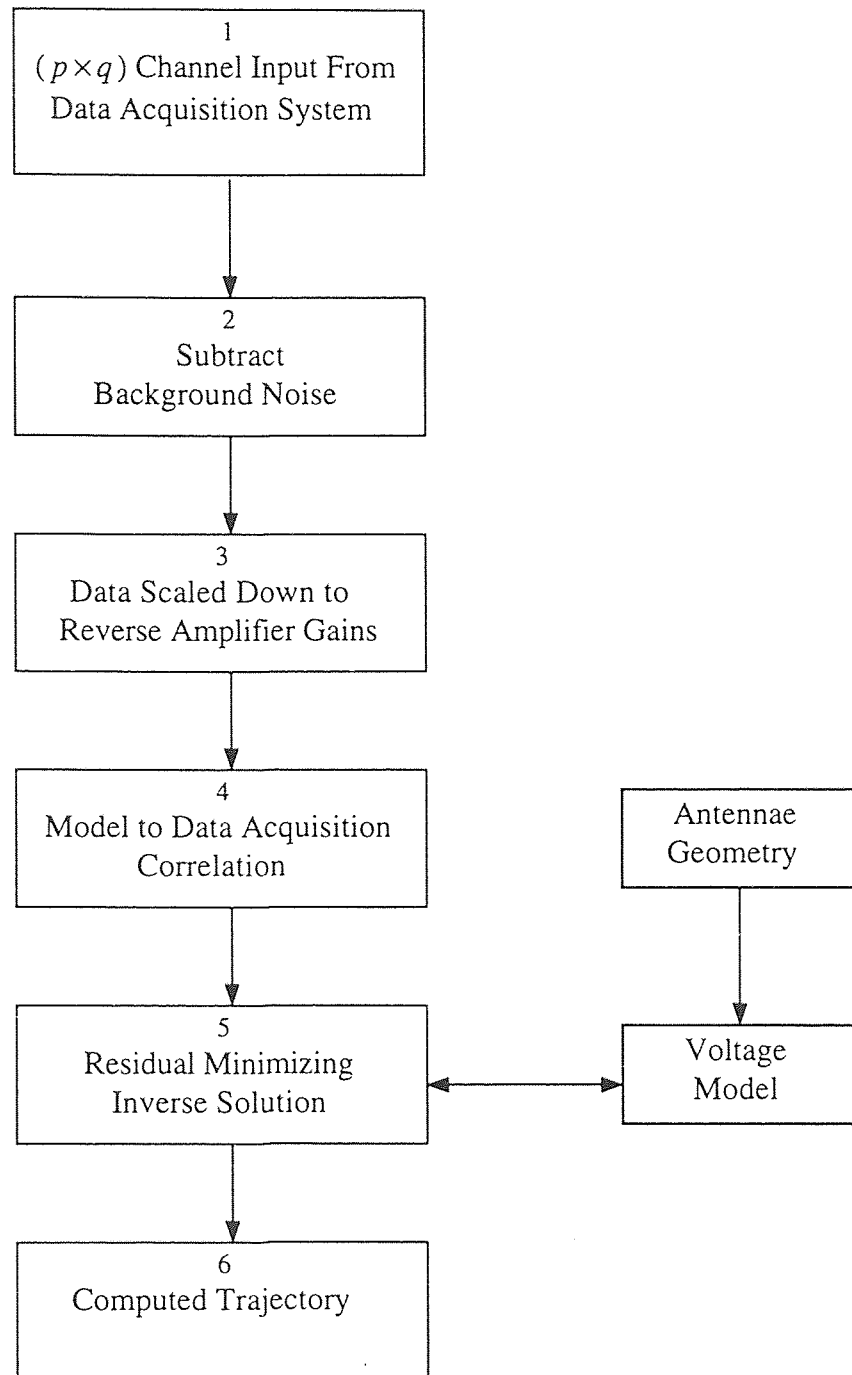 1
(p×q) Channel Input From
Data Acquisition System
2
Subtract
Background Noise
3
Data Scaled Down to
Reverse Amplifier Gains
4
Model to Data Acquisition
Correlation
Antennae
Geometry
5
Residual Minimizing
Inverse Solution
Voltage
Model
6
Computed Trajectory